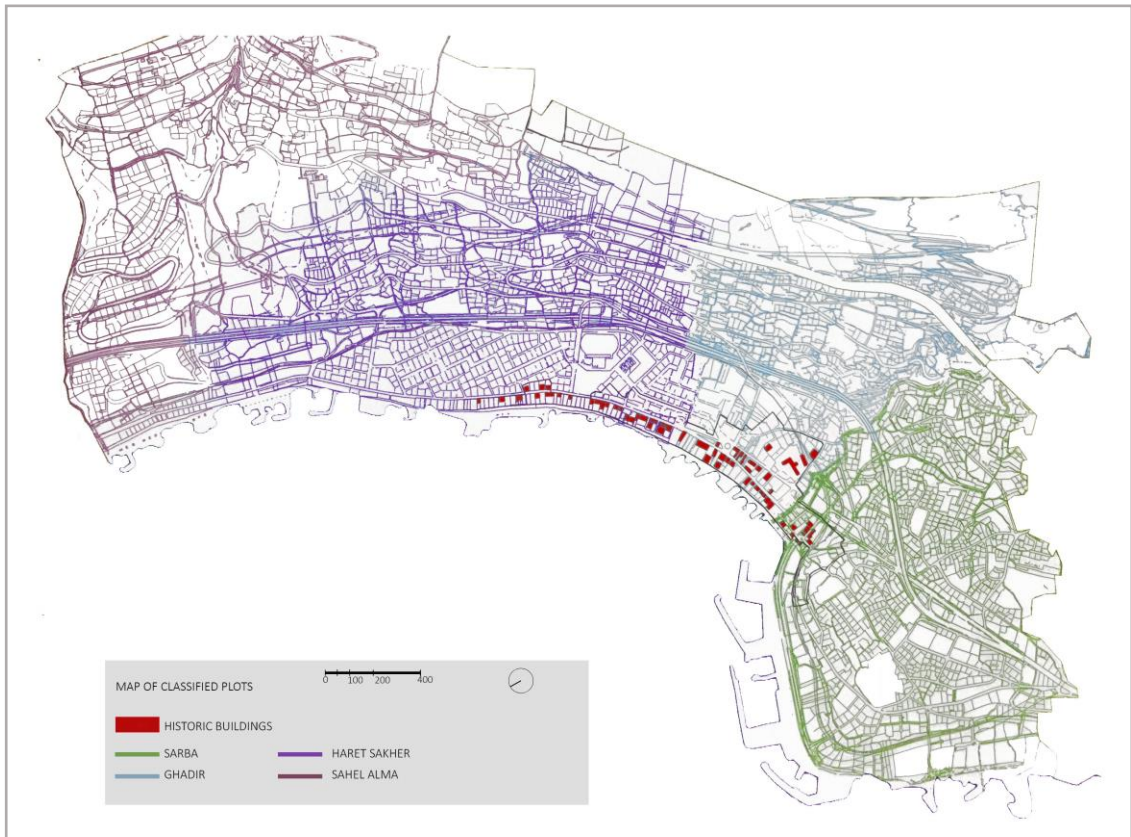 MAP OF CLASSIFIED PLOTS
0 100 200 400
HISTORIC BUILDINGS
SARBA
HARET SAKHER
GHADIR
SAHEL ALMA